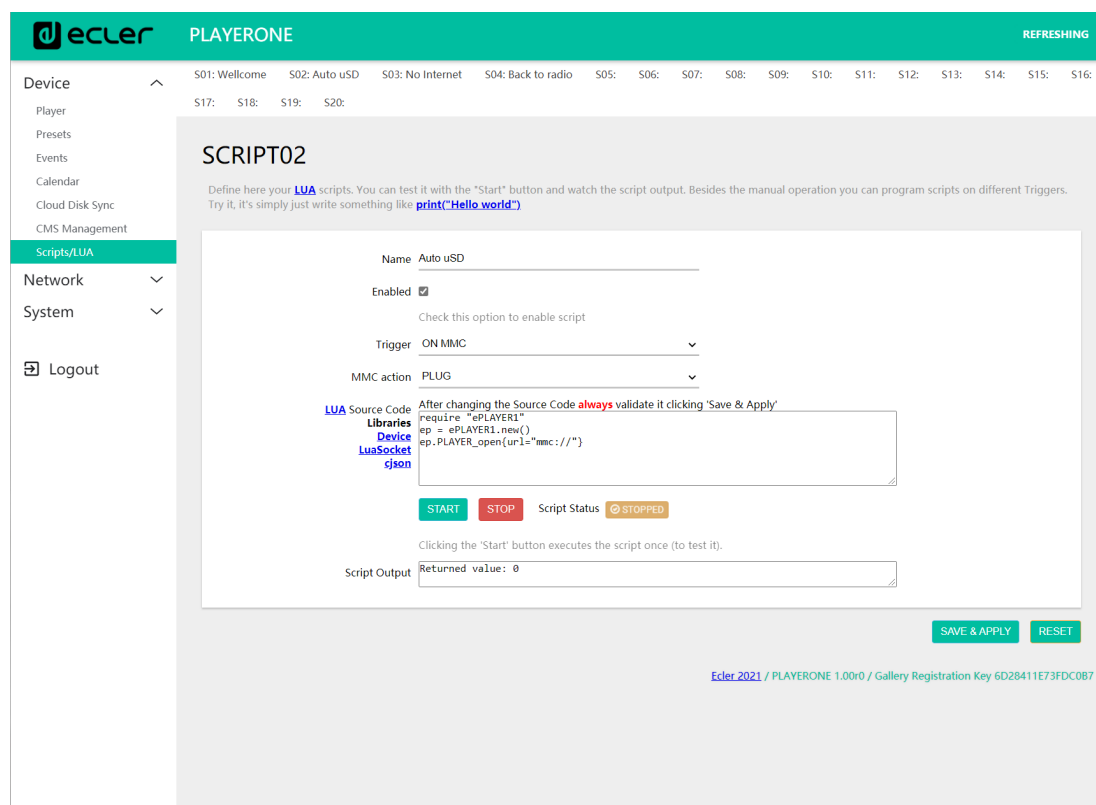 ecler PLAYERONE REFRESHING
Device
Player
Presets
Events
Calendar
Cloud Disk Sync
CMS Management
Scripts/LUA
Network
System
Logout
S01: Wellcome S02: Auto uSD S03: No Internet S04: Back to radio S05: S06: S07: S08: S09: S10: S11: S12: S13: S14: S15: S16:
S17: S18: S19: S20:
SCRIPT02
Define here your LUA scripts. You can test it with the "Start" button and watch the script output. Besides the manual operation you can program scripts on different Triggers.
Try it, it's simply just write something like print("Hello world")
Name Auto uSD
Enabled
Check this option to enable script
Trigger ON MMC
MMC action PLUG
After changing the Source Code always validate it clicking 'Save & Apply'
LUA Source Code
Libraries
Device
LuaSocket
cjson
require "ePLAYER1"
ep = ePLAYER1.new()
ep.PLAYER_open{url="mmc://"}
START STOP Script Status STOPPED
Clicking the 'Start' button executes the script once (to test it).
Script Output Returned value: 0
SAVE & APPLY RESET
Ecler 2021 / PLAYERONE 1.00r0 / Gallery Registration Key 6D28411E73FDC0B7